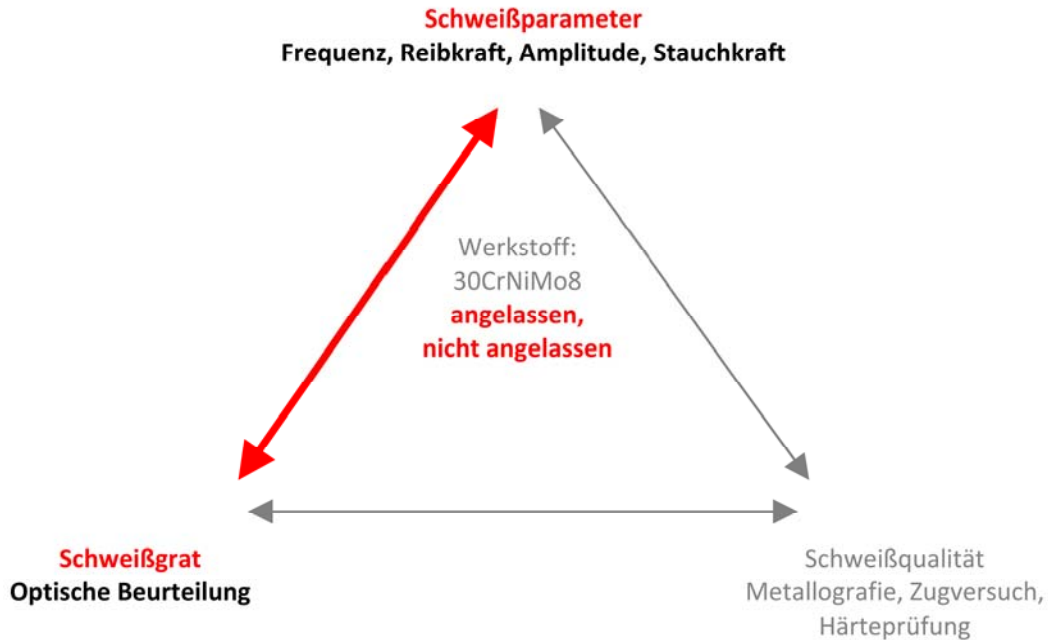 Schweißparameter
Frequenz, Reibkraft, Amplitude, Stauchkraft
Werkstoff:
30CrNiMo8
angelassen,
nicht angelassen
Schweißgrat
Optische Beurteilung
Schweißqualität
Metallografie, Zugversuch,
Härteprüfung